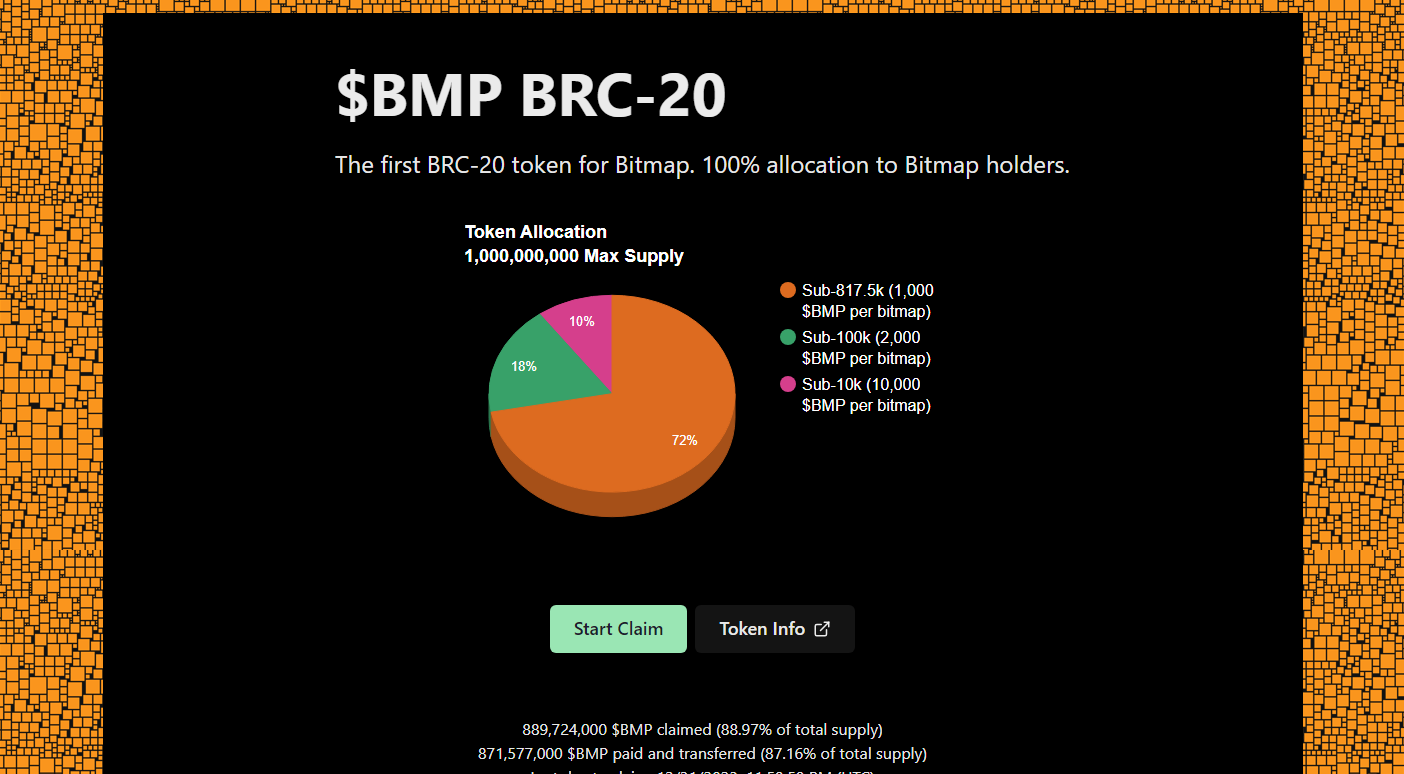 $BMP BRC-20
The first BRC-20 token for Bitmap. 100% allocation to Bitmap holders.
Token Allocation
1,000,000,000 Max Supply
Sub-817.5k (1,000
$BMP per bitmap)
Sub-100k (2,000
$BMP per bitmap)
Sub-10k (10,000
$BMP per bitmap)
10%
18%
72%
Start Claim
Token Info
889,724,000 $BMP claimed (88.97% of total supply)
871,577,000 $BMP paid and transferred (87.16% of total supply)